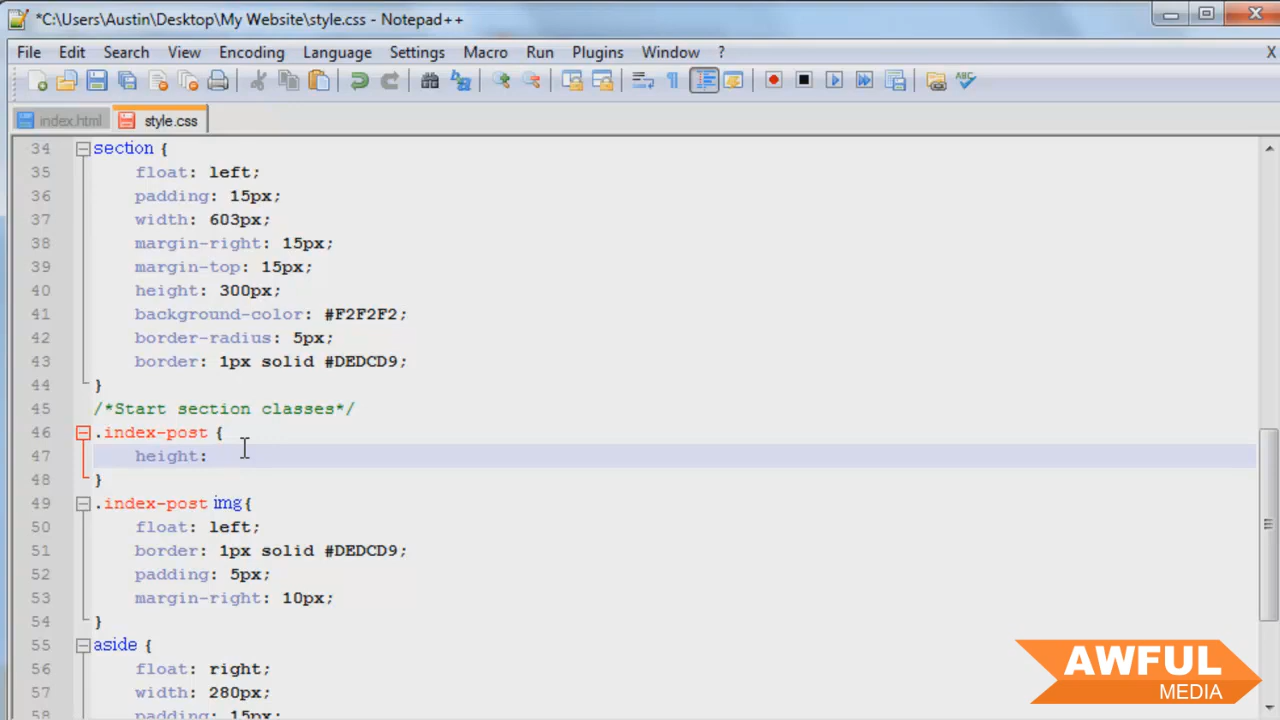 *C:\Users\Austin\Desktop\My Website\style.css - Notepad++
File Edit Search View Encoding Language Settings Macro Run Plugins Window ? X
index.html style.css
34 section {
35 float: left;
36 padding: 15px;
37 width: 603px;
38 margin-right: 15px;
39 margin-top: 15px;
40 height: 300px;
41 background-color: #F2F2F2;
42 border-radius: 5px;
43 border: 1px solid #DEDCD9;
44 }
45 /*Start section classes*/
46 .index-post {
47 height:
48 }
49 .index-post img{
50 float: left;
51 border: 1px solid #DEDCD9;
52 padding: 5px;
53 margin-right: 10px;
54 }
55 aside {
56 float: right;
57 width: 280px;
58 padding: 15px;
AWFUL
MEDIA